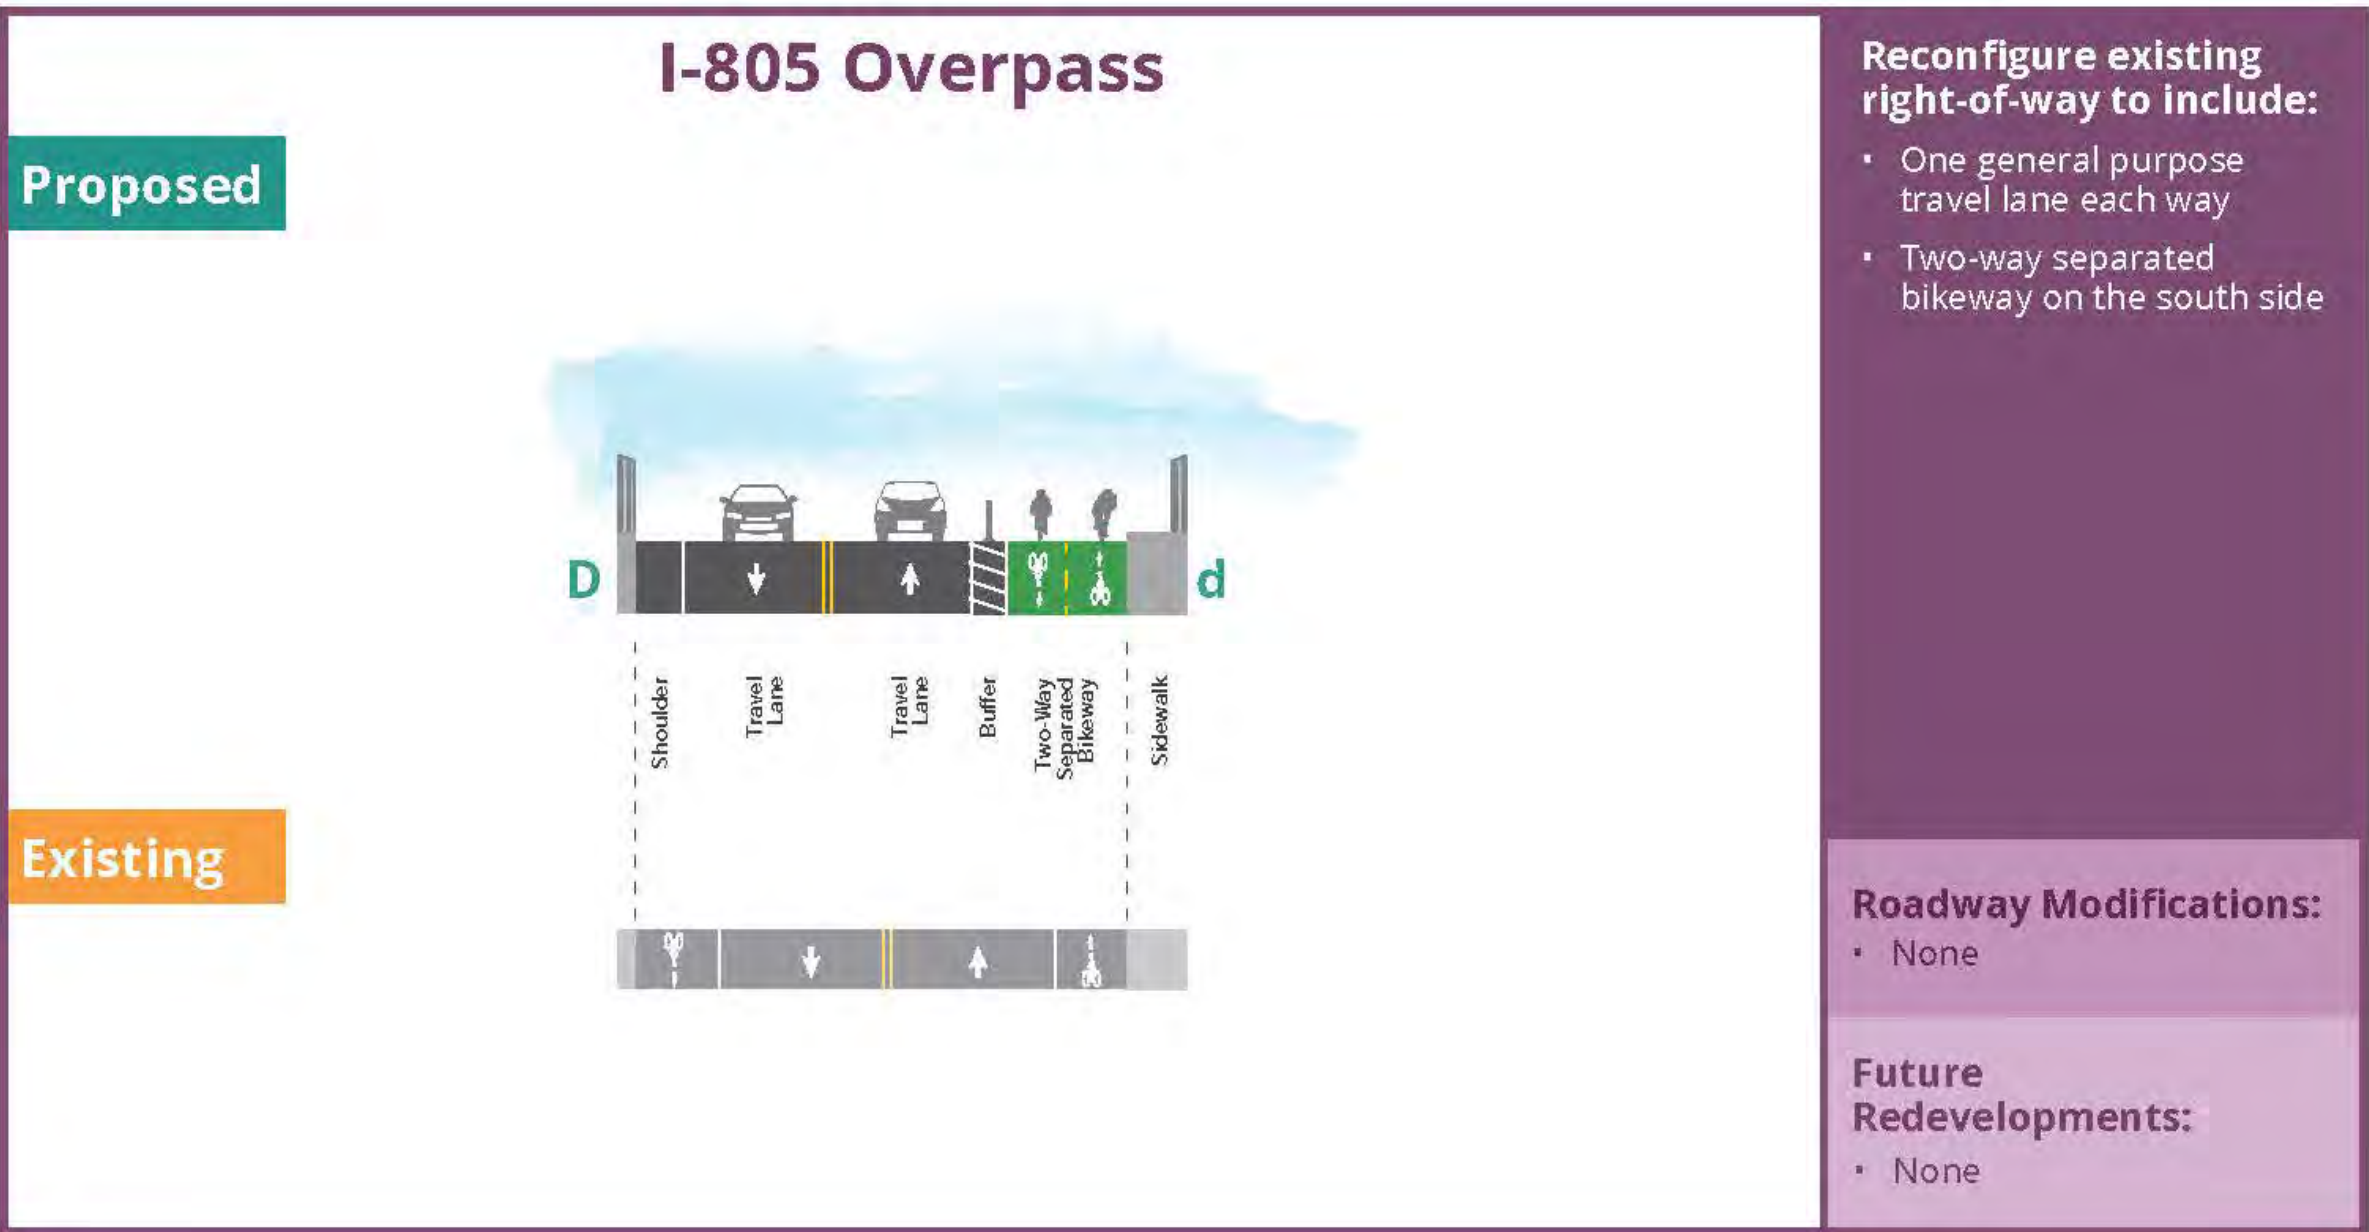 I-805 Overpass
Proposed
D
d
Shoulder
Travel
Lane
Travel
Lane
Buffer
Two-Way
Separated
Bikeway
Sidewalk
Existing
Reconfigure existing
right-of-way to include:
▪ One general purpose
travel lane each way
▪ Two-way separated
bikeway on the south side
Roadway Modifications:
▪ None
Future
Redevelopments:
▪ None